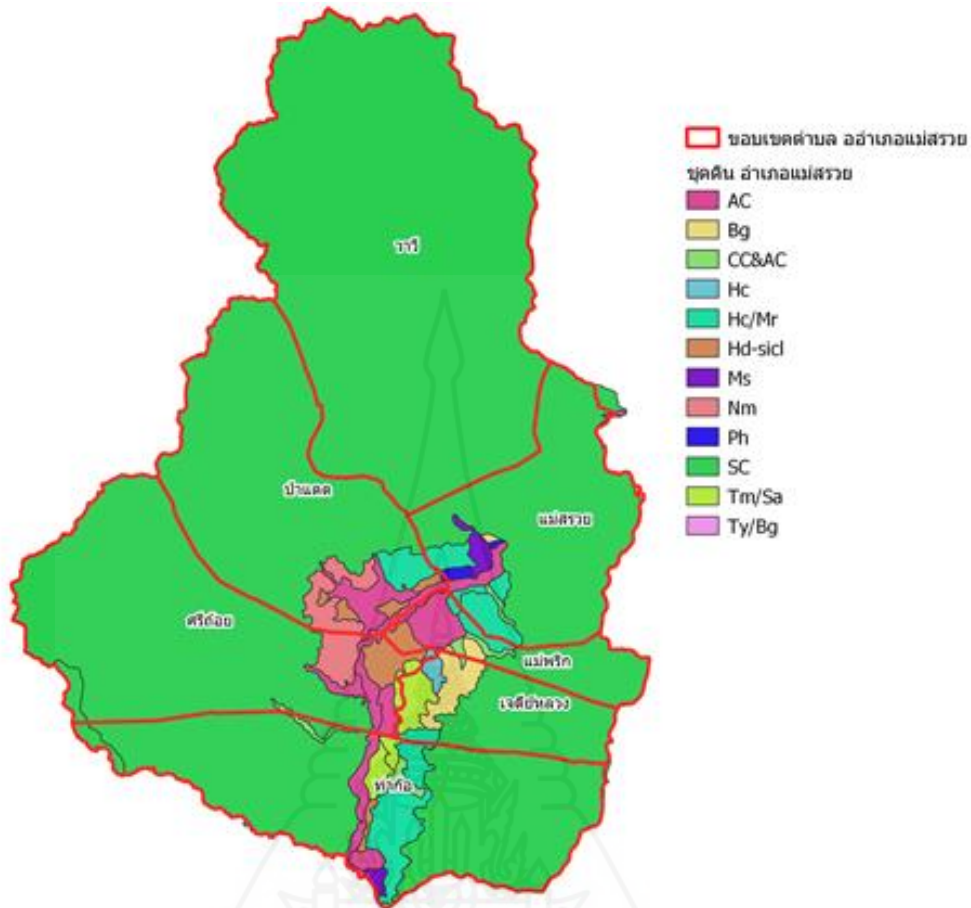 ขอบเขตตำบล ออำเภอแม่สรวย
ชุดดิน อำเภอแม่สรวย
AC
Bg
CC&AC
Hc
Hc/Mr
Hd-sicl
Ms
Nm
Ph
SC
Tm/Sa
Ty/Bg
วาวี
ป่าแดด
แม่สรวย
ศรีถ้อย
แม่พริก
เจดีย์หลวง
ท่าก๊อ